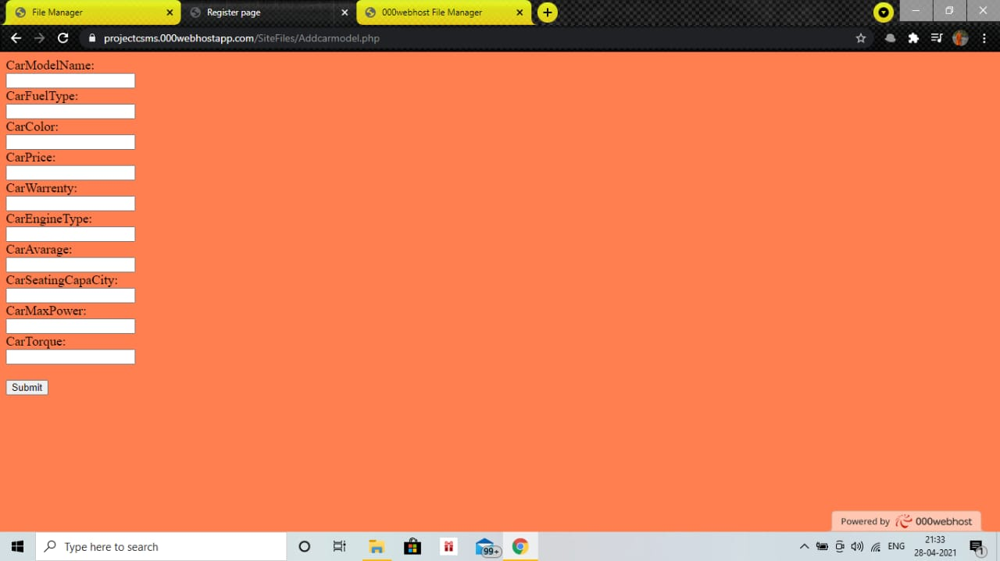 File Manager
Register page
000webhost File Manager
projectcsms.000webhostapp.com/SiteFiles/Addcarmodel.php
CarModelName:
CarFuelType:
CarColor:
CarPrice:
CarWarrenty:
CarEngineType:
CarAvarage:
CarSeatingCapaCity:
CarMaxPower:
CarTorque:
Submit
Powered by 000webhost
Type here to search
99+
ENG
21:33
28-04-2021
1